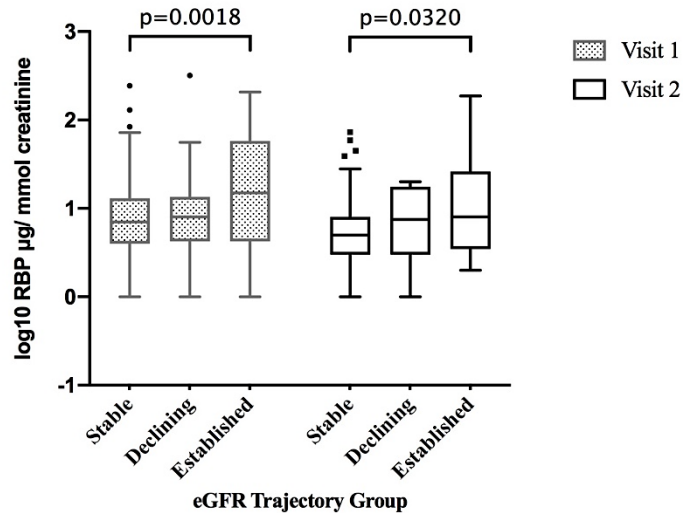 p=0.0018
p=0.0320
Visit 1
Visit 2
log10 RBP µg/ mmol creatinine
3
2
1
0
-1
Stable
Declining
Established
Stable
Declining
Established
eGFR Trajectory Group